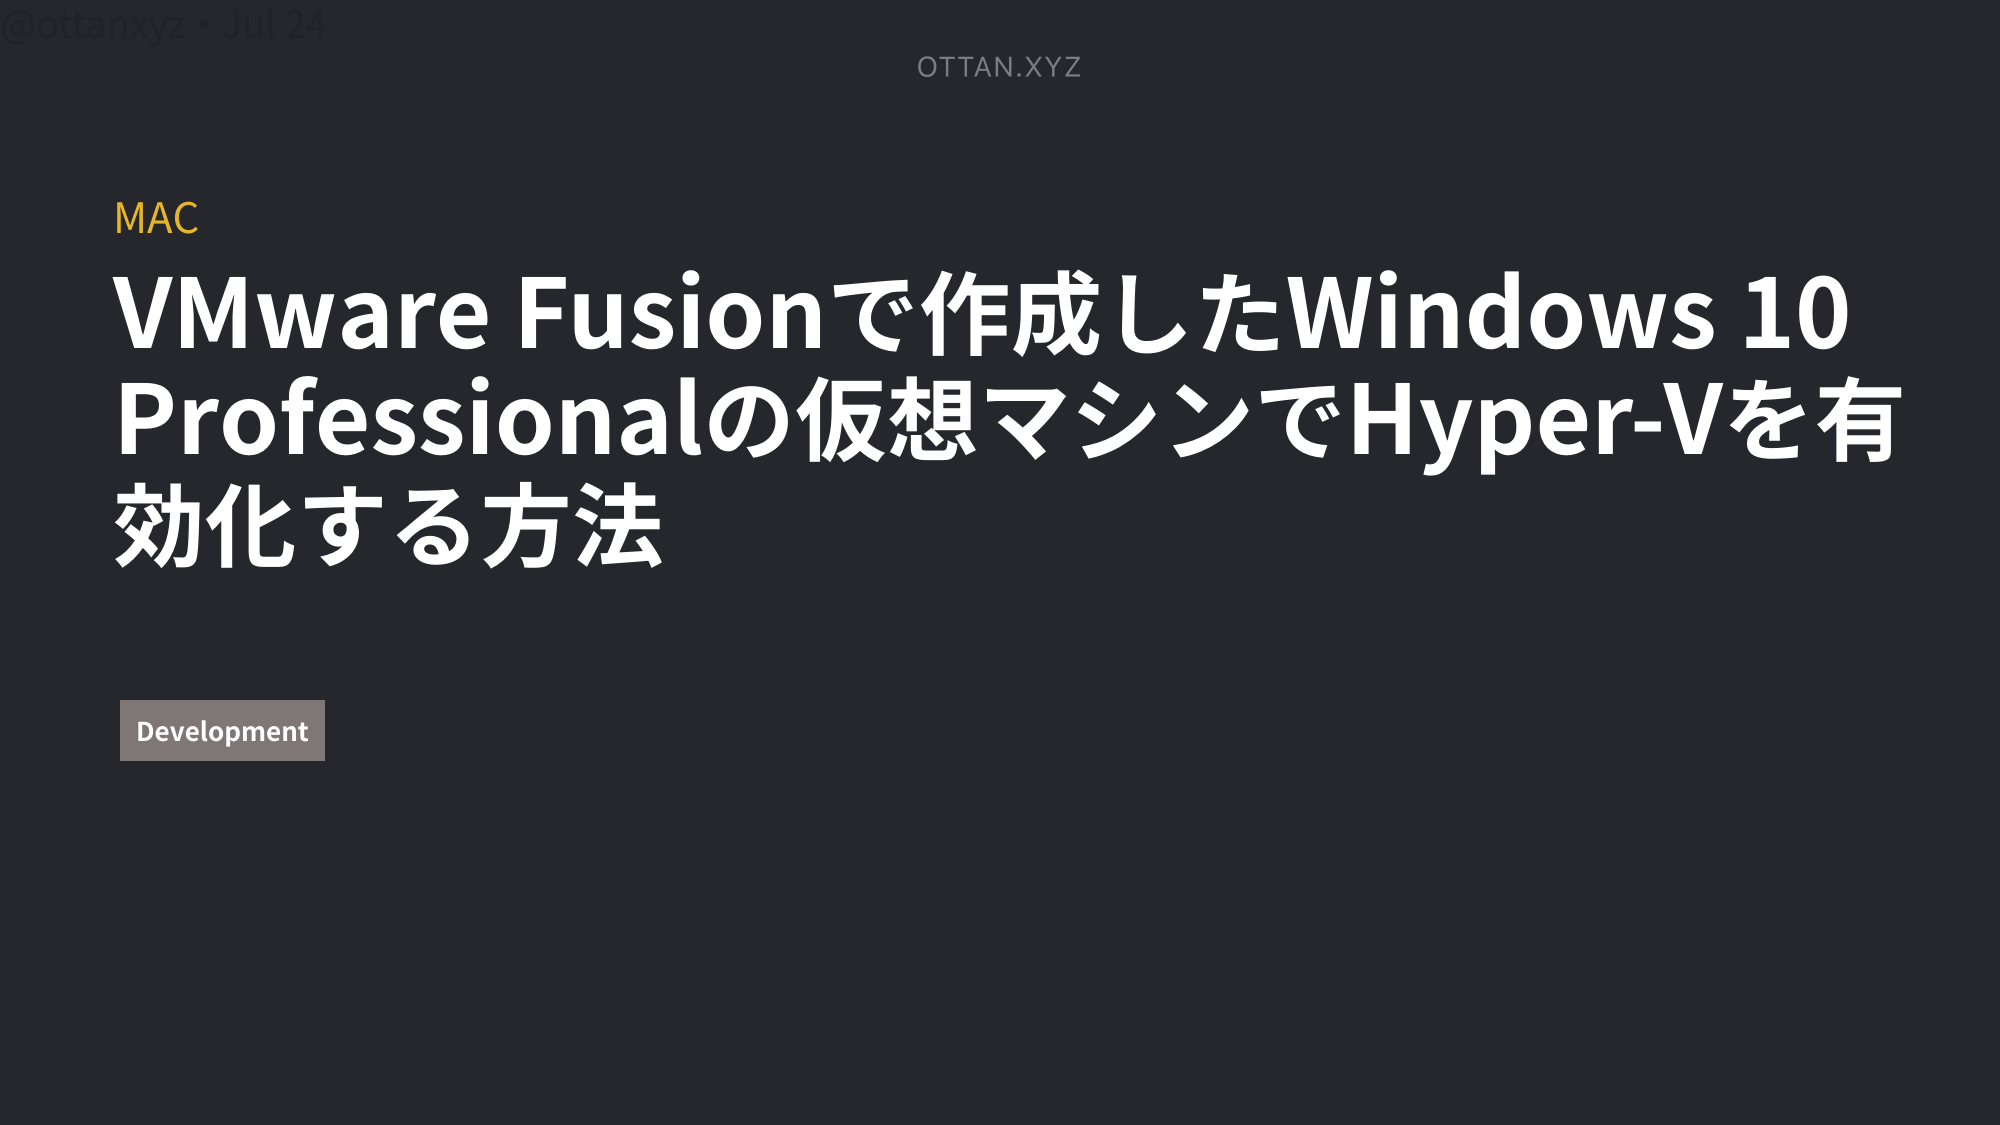 @ottanxyz・Jul 24
OTTAN.XYZ
MAC
VMware Fusionで作成したWindows 10
Professionalの仮想マシンでHyper-Vを有
効化する方法
Development